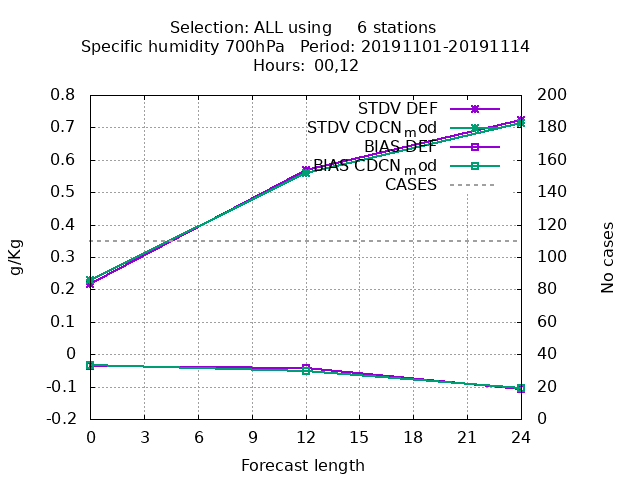 Selection: ALL using     6 stations
Specific humidity 700hPa   Period: 20191101-20191114
Hours: 00,12
STDV DEF
STDV CDCNmod
BIAS DEF
BIAS CDCNmod
CASES
0.8
0.7
0.6
0.5
0.4
0.3
0.2
0.1
0
-0.1
-0.2
g/Kg
200
180
160
140
120
100
80
60
40
20
0
No cases
0 3 6 9 12 15 18 21 24
Forecast length